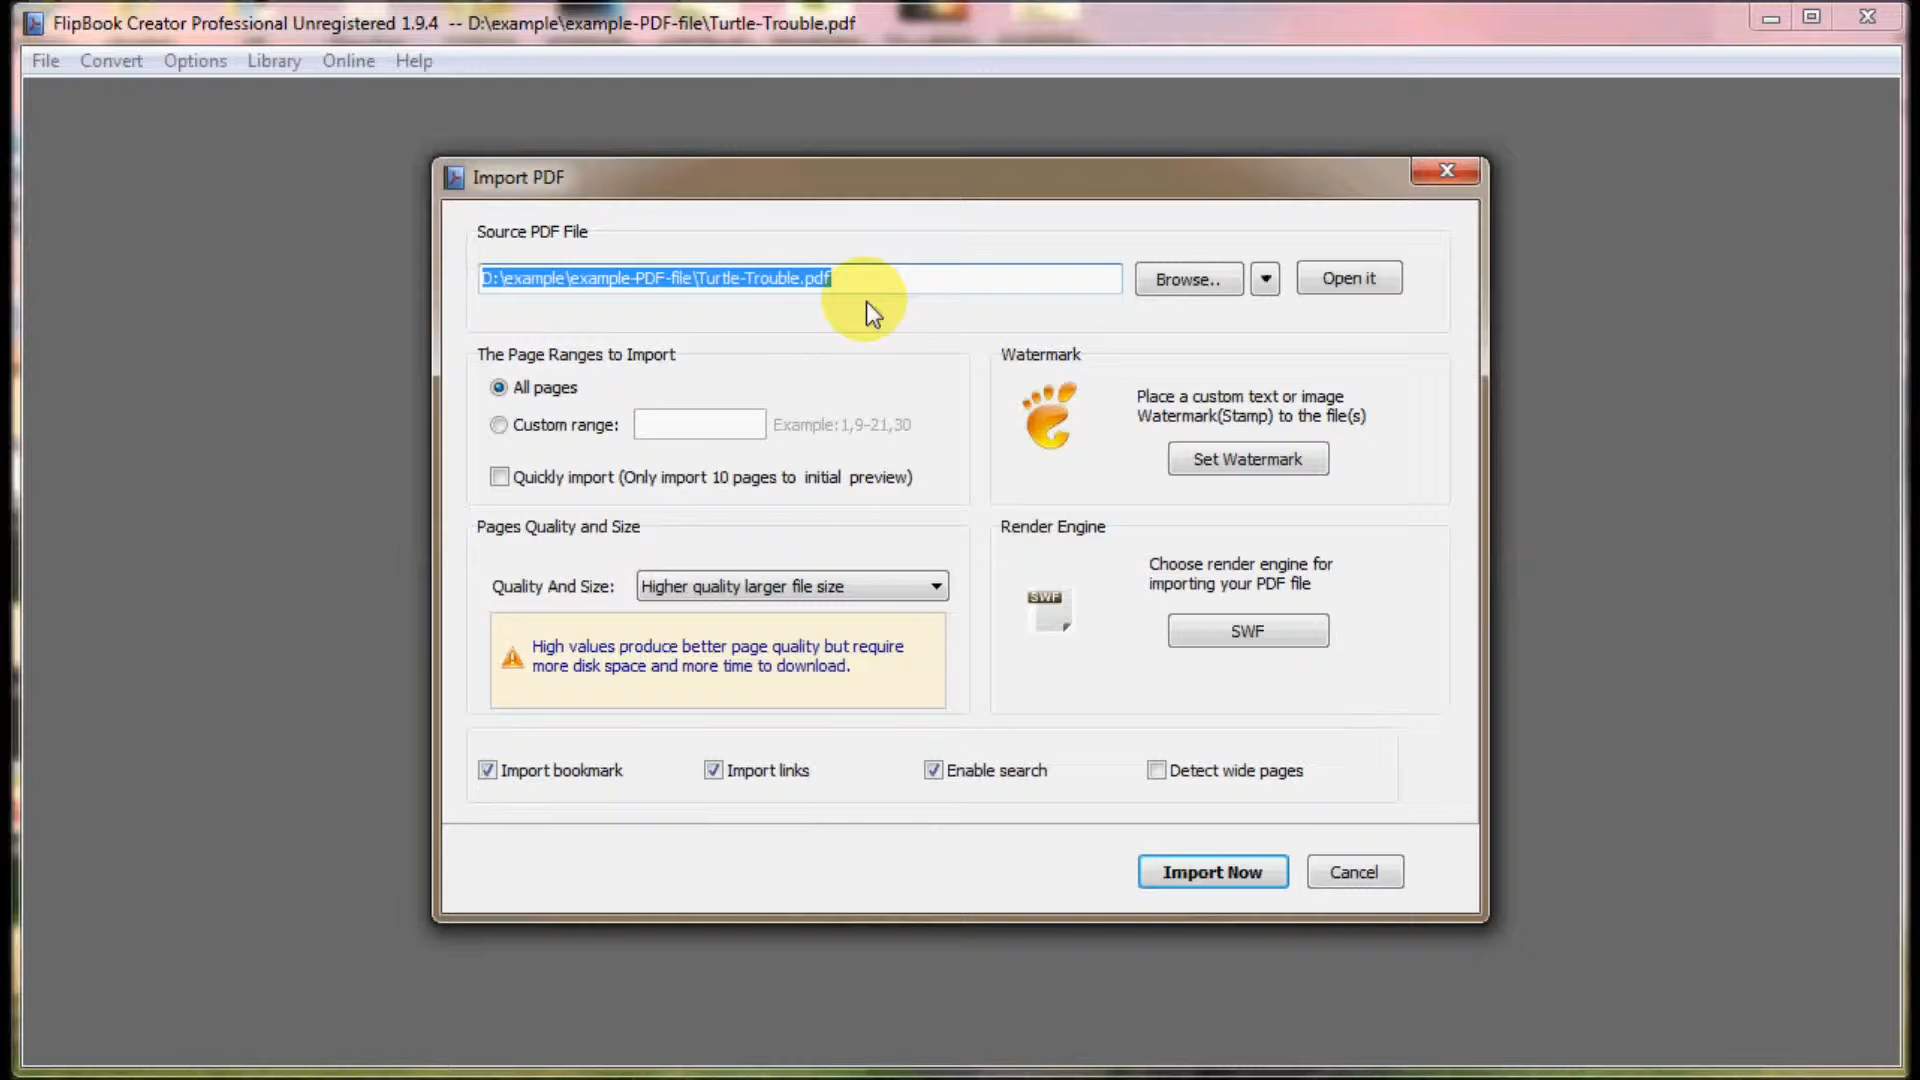 FlipBook Creator Professional Unregistered 1.9.4 -- D:\example\example-PDF-file\Turtle-Trouble.pdf
File Convert Options Library Online Help
Import PDF
Source PDF File
D:\example\example-PDF-file\Turtle-Trouble.pdf
Browse..
Open it
The Page Ranges to Import
All pages
Custom range:
Example:1,9-21,30
Quickly import (Only import 10 pages to initial preview)
Watermark
Place a custom text or image
Watermark(Stamp) to the file(s)
Set Watermark
Pages Quality and Size
Quality And Size:
Higher quality larger file size
High values produce better page quality but require
more disk space and more time to download.
Render Engine
Choose render engine for
importing your PDF file
SWF
SWF
Import bookmark
Import links
Enable search
Detect wide pages
Import Now
Cancel